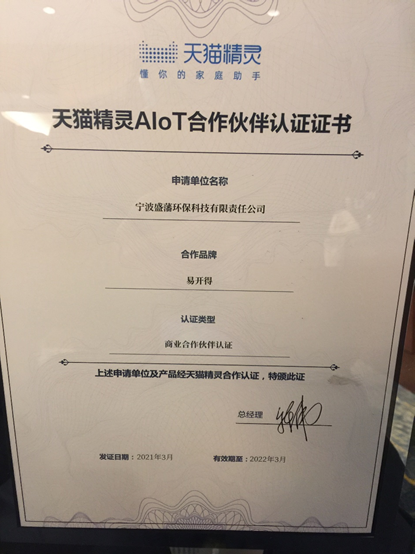 天猫精灵
懂你的家庭助手
天猫精灵AIoT合作伙伴认证证书
申请单位名称
宁波盛藩环保科技有限责任公司
合作品牌
易开得
认证类型
商业合作伙伴认证
上述申请单位及产品经天猫精灵合作认证，特颁此证
总经理
发证日期：2021年3月 有效期至：2022年3月